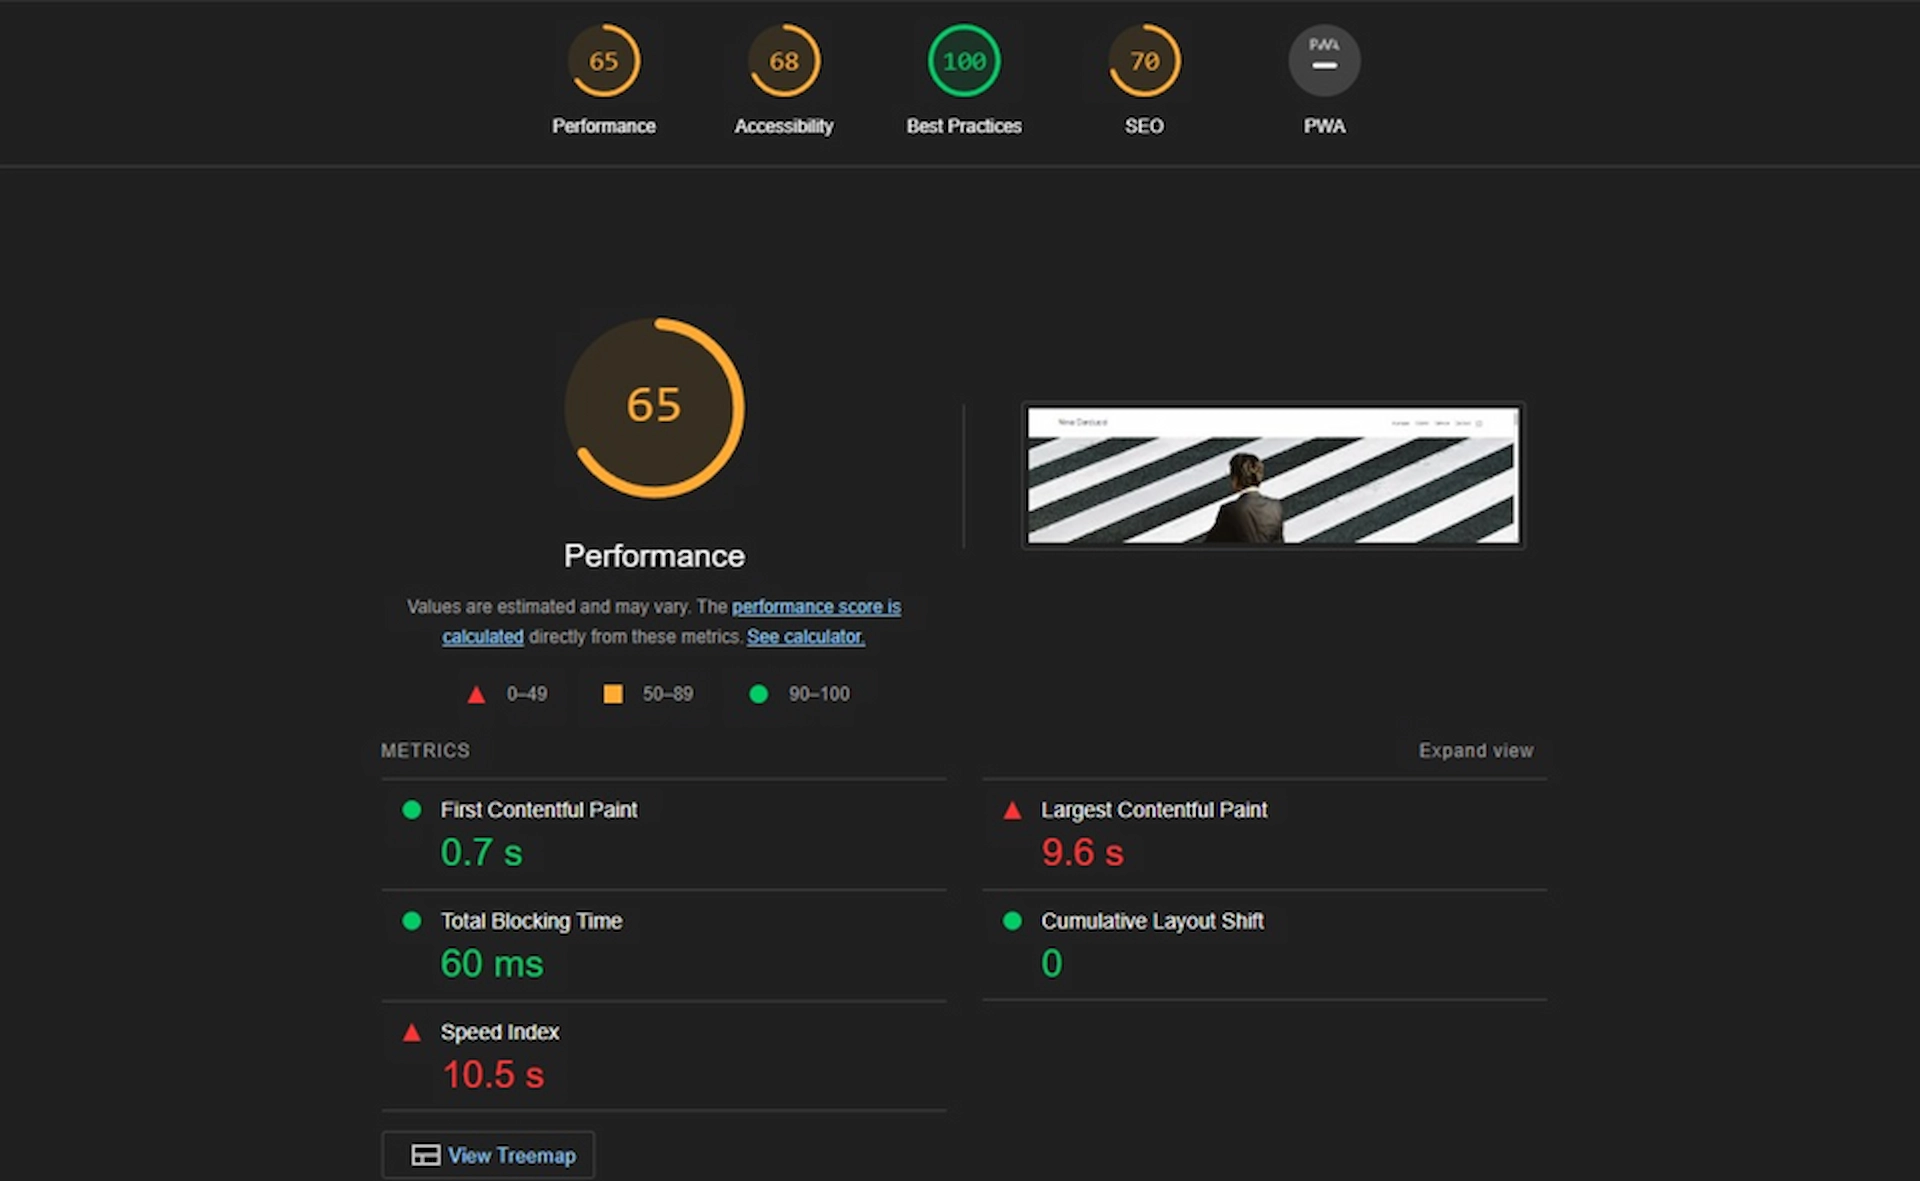 65
68
100
70
PWA
Performance
Accessibility
Best Practices
SEO
PWA
65
Performance
Values are estimated and may vary. The performance score is
calculated directly from these metrics. See calculator.
0–49
50–89
90–100
METRICS
Expand view
First Contentful Paint
0.7 s
Largest Contentful Paint
9.6 s
Total Blocking Time
60 ms
Cumulative Layout Shift
0
Speed Index
10.5 s
View Treemap